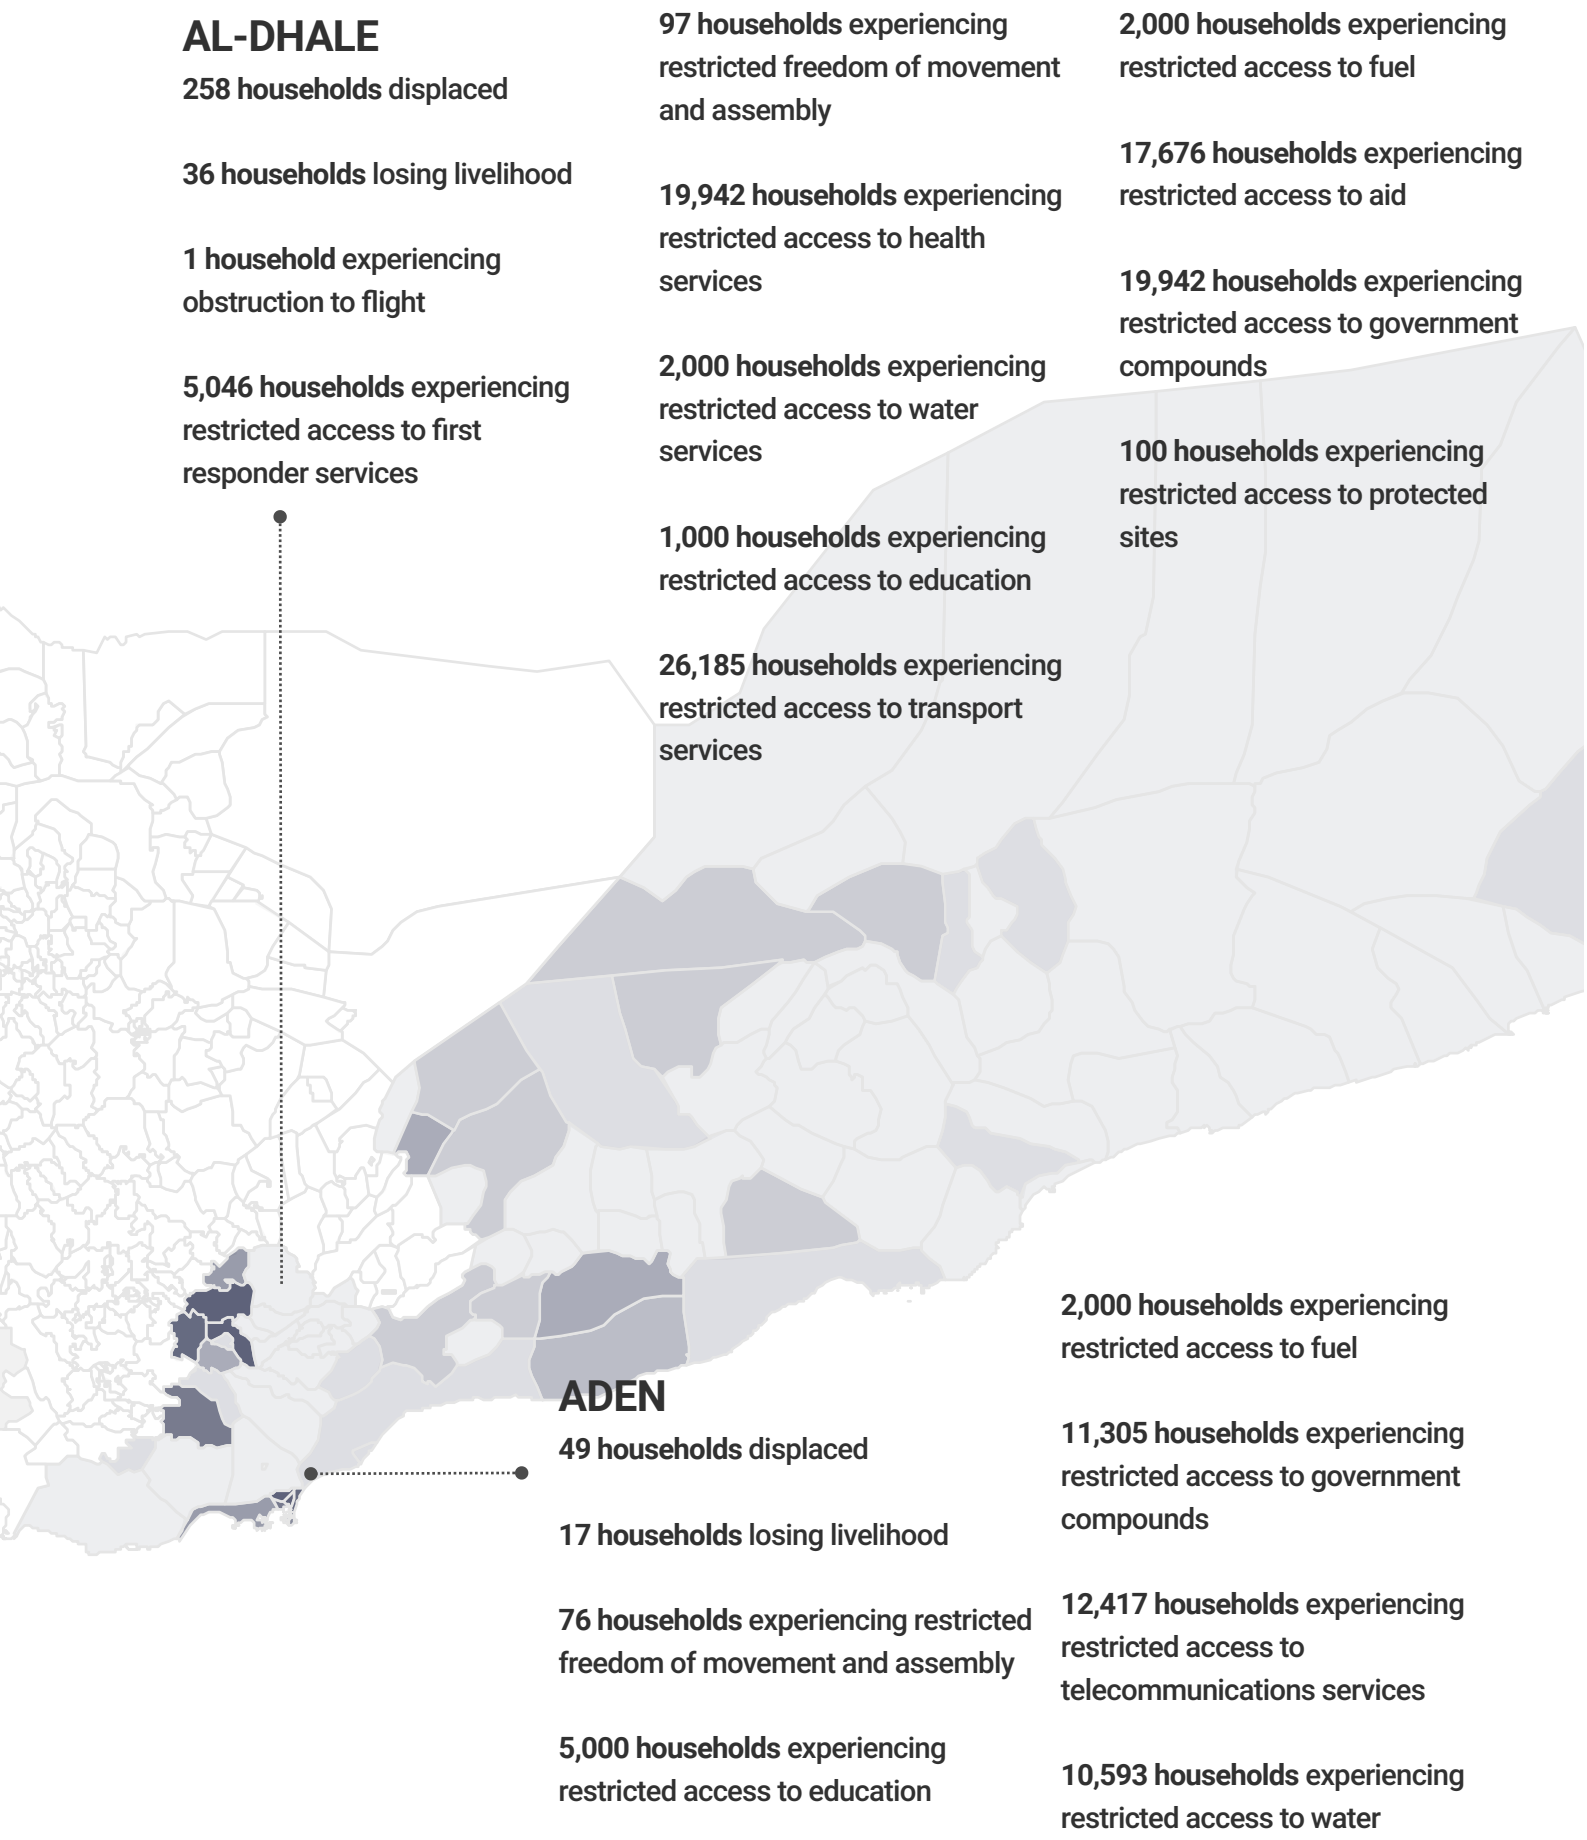 AL-DHALE
258 households displaced
36 households losing livelihood
1 household experiencing
obstruction to flight
5,046 households experiencing
restricted access to first
responder services
97 households experiencing
restricted freedom of movement
and assembly
19,942 households experiencing
restricted access to health
services
2,000 households experiencing
restricted access to water
services
1,000 households experiencing
restricted access to education
26,185 households experiencing
restricted access to transport
services
2,000 households experiencing
restricted access to fuel
17,676 households experiencing
restricted access to aid
19,942 households experiencing
restricted access to government
compounds
100 households experiencing
restricted access to protected
sites
ADEN
49 households displaced
17 households losing livelihood
76 households experiencing restricted
freedom of movement and assembly
5,000 households experiencing
restricted access to education
2,000 households experiencing
restricted access to fuel
11,305 households experiencing
restricted access to government
compounds
12,417 households experiencing
restricted access to
telecommunications services
10,593 households experiencing
restricted access to water